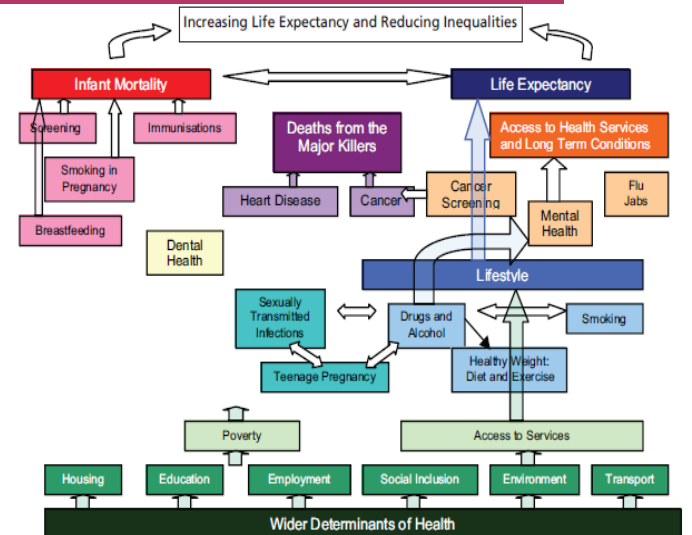 Increasing Life Expectancy and Reducing Inequalities
Infant Mortality
Life Expectancy
Screening
Immunisations
Deaths from the
Major Killers
Access to Health Services
and Long Term Conditions
Smoking in
Pregnancy
Heart Disease
Cancer
Cancer
Screening
Mental
Health
Flu
Jabs
Breastfeeding
Dental
Health
Lifestyle
Sexually
Transmitted
Infections
Drugs and
Alcohol
Smoking
Teenage Pregnancy
Healthy Weight:
Diet and Exercise
Poverty
Access to Services
Housing
Education
Employment
Social Inclusion
Environment
Transport
Wider Determinants of Health